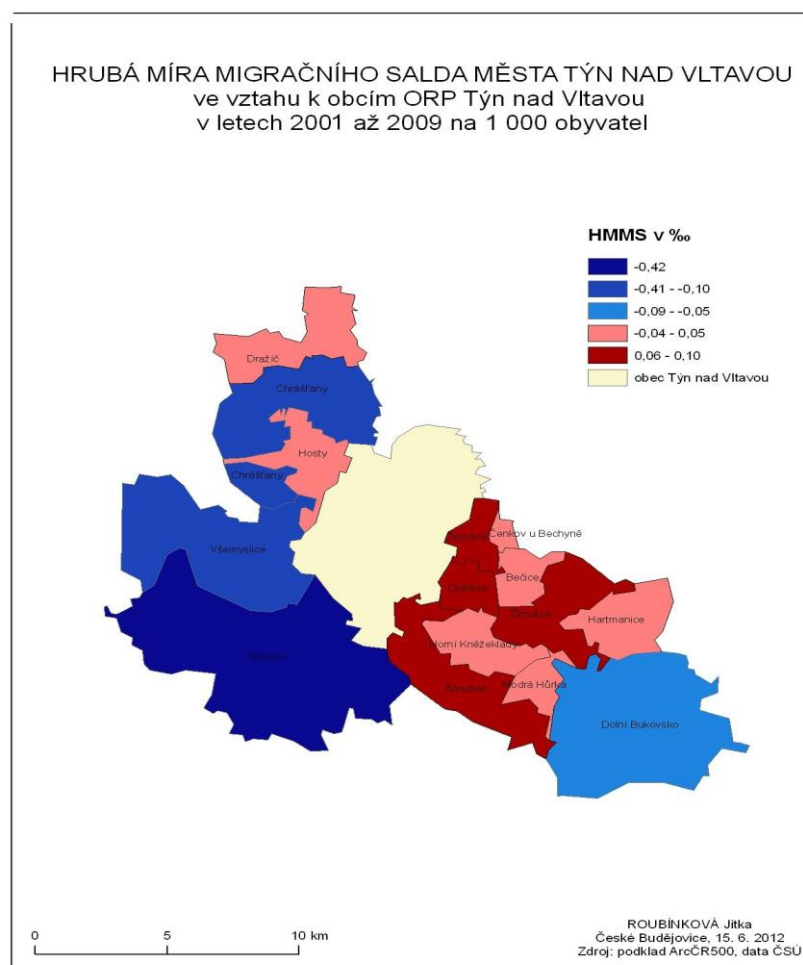 HRUBÁ MÍRA MIGRAČNÍHO SALDA MĚSTA TÝN NAD VLTAVOU
ve vztahu k obcím ORP Týn nad Vltavou
v letech 2001 až 2009 na 1 000 obyvatel
HMMS v ‰
-0,42
-0,41 - -0,10
-0,09 - -0,05
-0,04 - 0,05
0,06 - 0,10
obec Týn nad Vltavou
Dražíč
Chrášťany
Hosty
Chrášťany
Všemyslice
Žimutice
Čenkov u Bechyně
Bečice
Žimutice
Hartmanice
Horní Kněžeklady
Žimutice
Modrá Hůrka
Dolní Bukovsko
0
5
10 km
ROUBÍNKOVÁ Jitka
České Budějovice, 15. 6. 2012
Zdroj: podklad ArcČR500, data ČSÚ